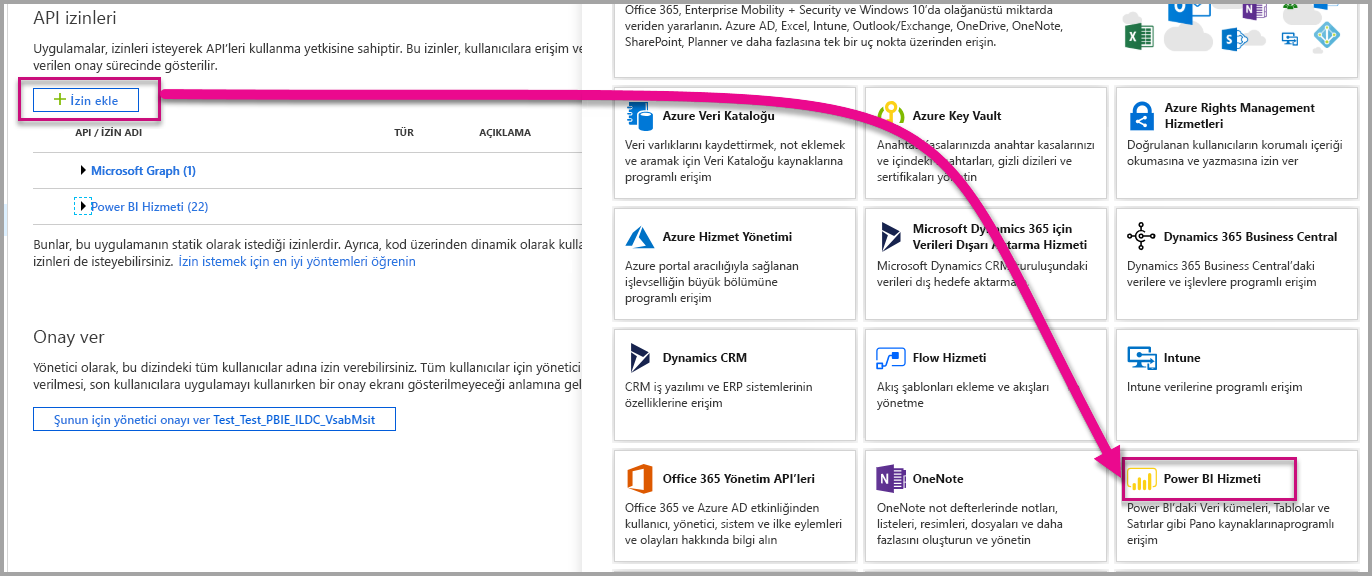 API izinleri
Uygulamalar, izinleri isteyerek API'leri kullanma yetkisine sahiptir. Bu izinler, kullanıcılara erişim ve
verilen onay sürecinde gösterilir.
+ İzin ekle
API / İZİN ADI TÜR AÇIKLAMA
Microsoft Graph (1)
Power BI Hizmeti (22)
Bunlar, bu uygulamanın statik olarak istediği izinlerdir. Ayrıca, kod üzerinden dinamik olarak kulla
izinleri de isteyebilirsiniz. İzin istemek için en iyi yöntemleri öğrenin
Onay ver
Yönetici olarak, bu dizindeki tüm kullanıcılar adına izin verebilirsiniz. Tüm kullanıcılar için yönetici
verilmesi, son kullanıcılara uygulamayı kullanırken bir onay ekranı gösterilmeyeceği anlamına gel
Şunun için yönetici onayı ver Test_Test_PBIE_ILDC_VsabMsit
Office 365, Enterprise Mobility + Security ve Windows 10'da olağanüstü miktarda
veriden yararlanın. Azure AD, Excel, Intune, Outlook/Exchange, OneDrive, OneNote,
SharePoint, Planner ve daha fazlasına tek bir uç nokta üzerinden erişin.
Azure Veri Kataloğu
Veri varlıklarını kaydettirmek, not eklemek
ve aramak için Veri Kataloğu kaynaklarına
programlı erişim
Azure Key Vault
Anahtar kasalarınızda anahtar kasalarınızı
ve içindeki anahtarları, gizli dizileri ve
sertifikaları yönetin
Azure Rights Management
Hizmetleri
Doğrulanan kullanıcıların korumalı içeriği
okumasına ve yazmasına izin ver
Azure Hizmet Yönetimi
Azure portal aracılığıyla sağlanan
işlevselliğin büyük bölümüne
programlı erişim
Microsoft Dynamics 365 için
Verileri Dışarı Aktarma Hizmeti
Microsoft Dynamics CRM kuruluşundaki
verileri dış hedefe aktarma
Dynamics 365 Business Central
Dynamics 365 Business Central'daki
verilere ve işlevlere programlı erişim
Dynamics CRM
CRM iş yazılımı ve ERP sistemlerinin
özelliklerine erişim
Flow Hizmeti
Akış şablonları ekleme ve akışları
yönetme
Intune
Intune verilerine programlı erişim
Office 365 Yönetim API'leri
Office 365 ve Azure AD etkinliğinden
kullanıcı, yönetici, sistem ve ilke eylemleri
ve olayları hakkında bilgi alın
OneNote
OneNote not defterlerinde notları,
listeleri, resimleri, dosyaları ve daha
fazlasını oluşturun ve yönetin
Power BI Hizmeti
Power BI'daki Veri kümeleri, Tablolar ve
Satırlar gibi Pano kaynaklarınaprogramlı
erişim